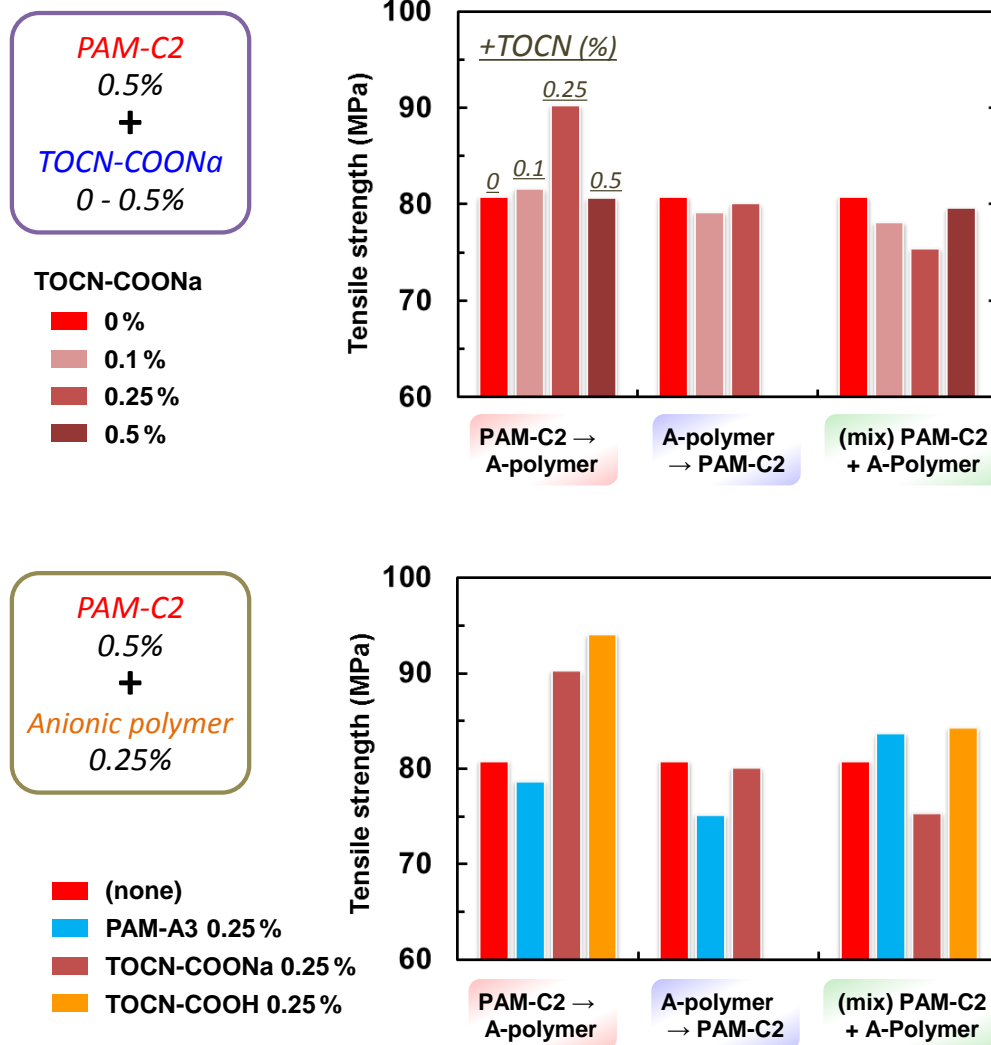 PAM-C2
0.5%
+
TOCN-COONa
0 - 0.5%
TOCN-COONa
0 %
0.1 %
0.25 %
0.5 %
Tensile strength (MPa)
100
90
80
70
60
+TOCN (%)
0
0.1
0.25
0.5
PAM-C2 →
A-polymer
A-polymer
→ PAM-C2
(mix) PAM-C2
+ A-Polymer
PAM-C2
0.5%
+
Anionic polymer
0.25%
(none)
PAM-A3 0.25 %
TOCN-COONa 0.25 %
TOCN-COOH 0.25 %
Tensile strength (MPa)
100
90
80
70
60
PAM-C2 →
A-polymer
A-polymer
→ PAM-C2
(mix) PAM-C2
+ A-Polymer